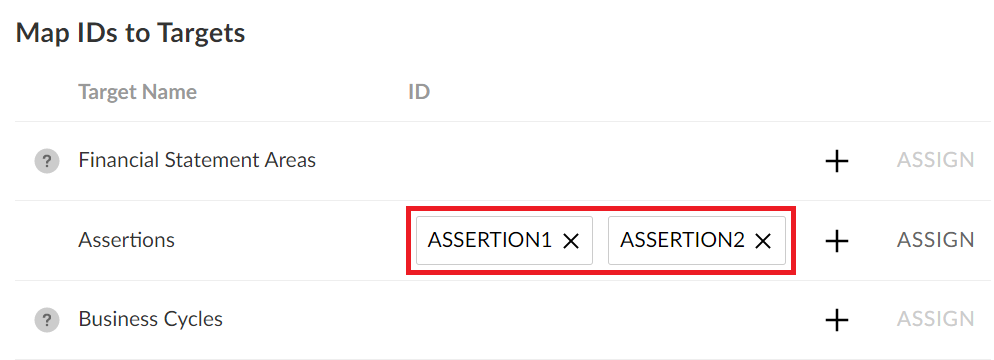 Map IDs to Targets
Target Name ID
? Financial Statement Areas + ASSIGN
Assertions ASSERTION1 × ASSERTION2 × + ASSIGN
? Business Cycles + ASSIGN